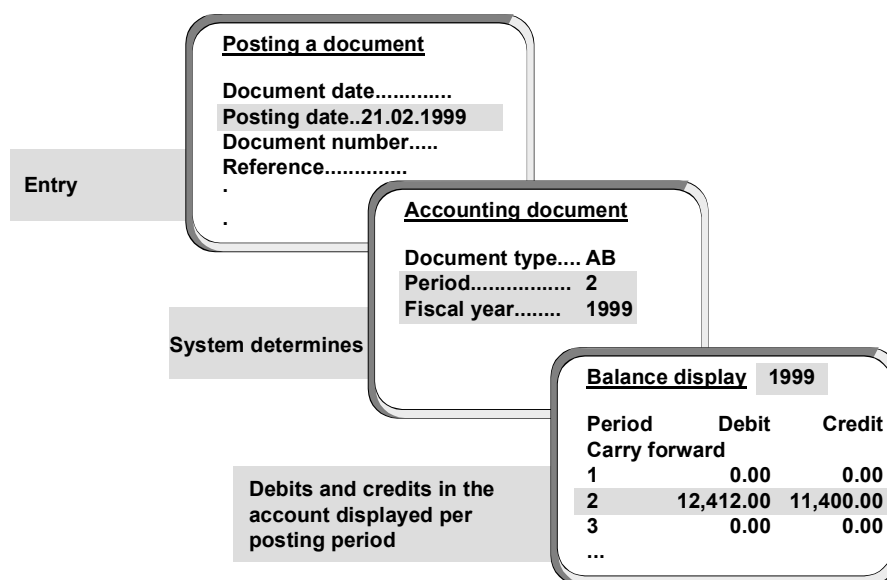 Posting a document
Document date.............
Posting date..21.02.1999
Document number.....
Reference..............
.
.
Entry
Accounting document
Document type.... AB
Period................. 2
Fiscal year........ 1999
System determines
Balance display 1999
Period Debit Credit
Carry forward
1 0.00 0.00
2 12,412.00 11,400.00
3 0.00 0.00
...
Debits and credits in the
account displayed per
posting period